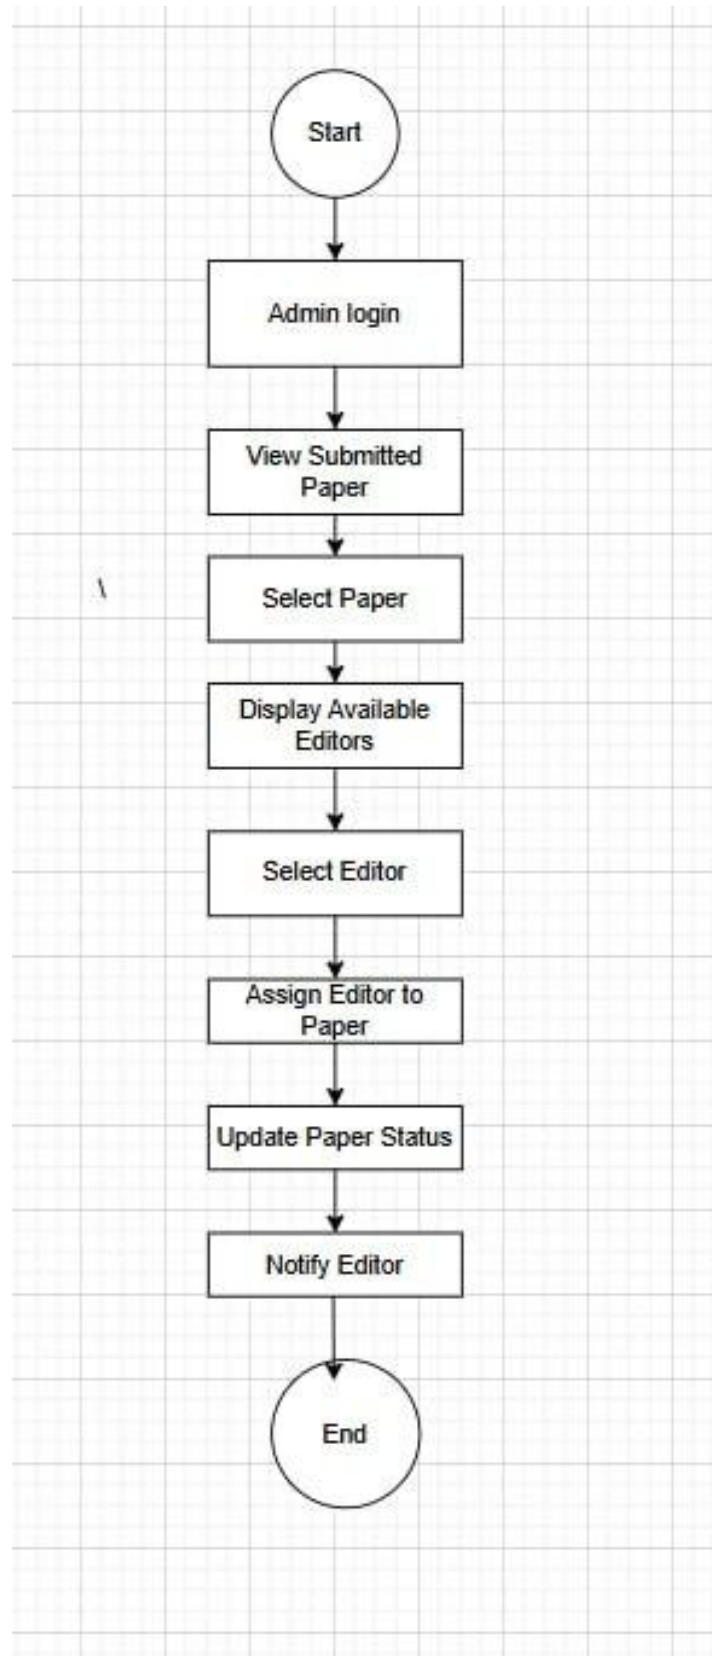 Start
Admin login
View Submitted
Paper
\
Select Paper
Display Available
Editors
Select Editor
Assign Editor to
Paper
Update Paper Status
Notify Editor
End